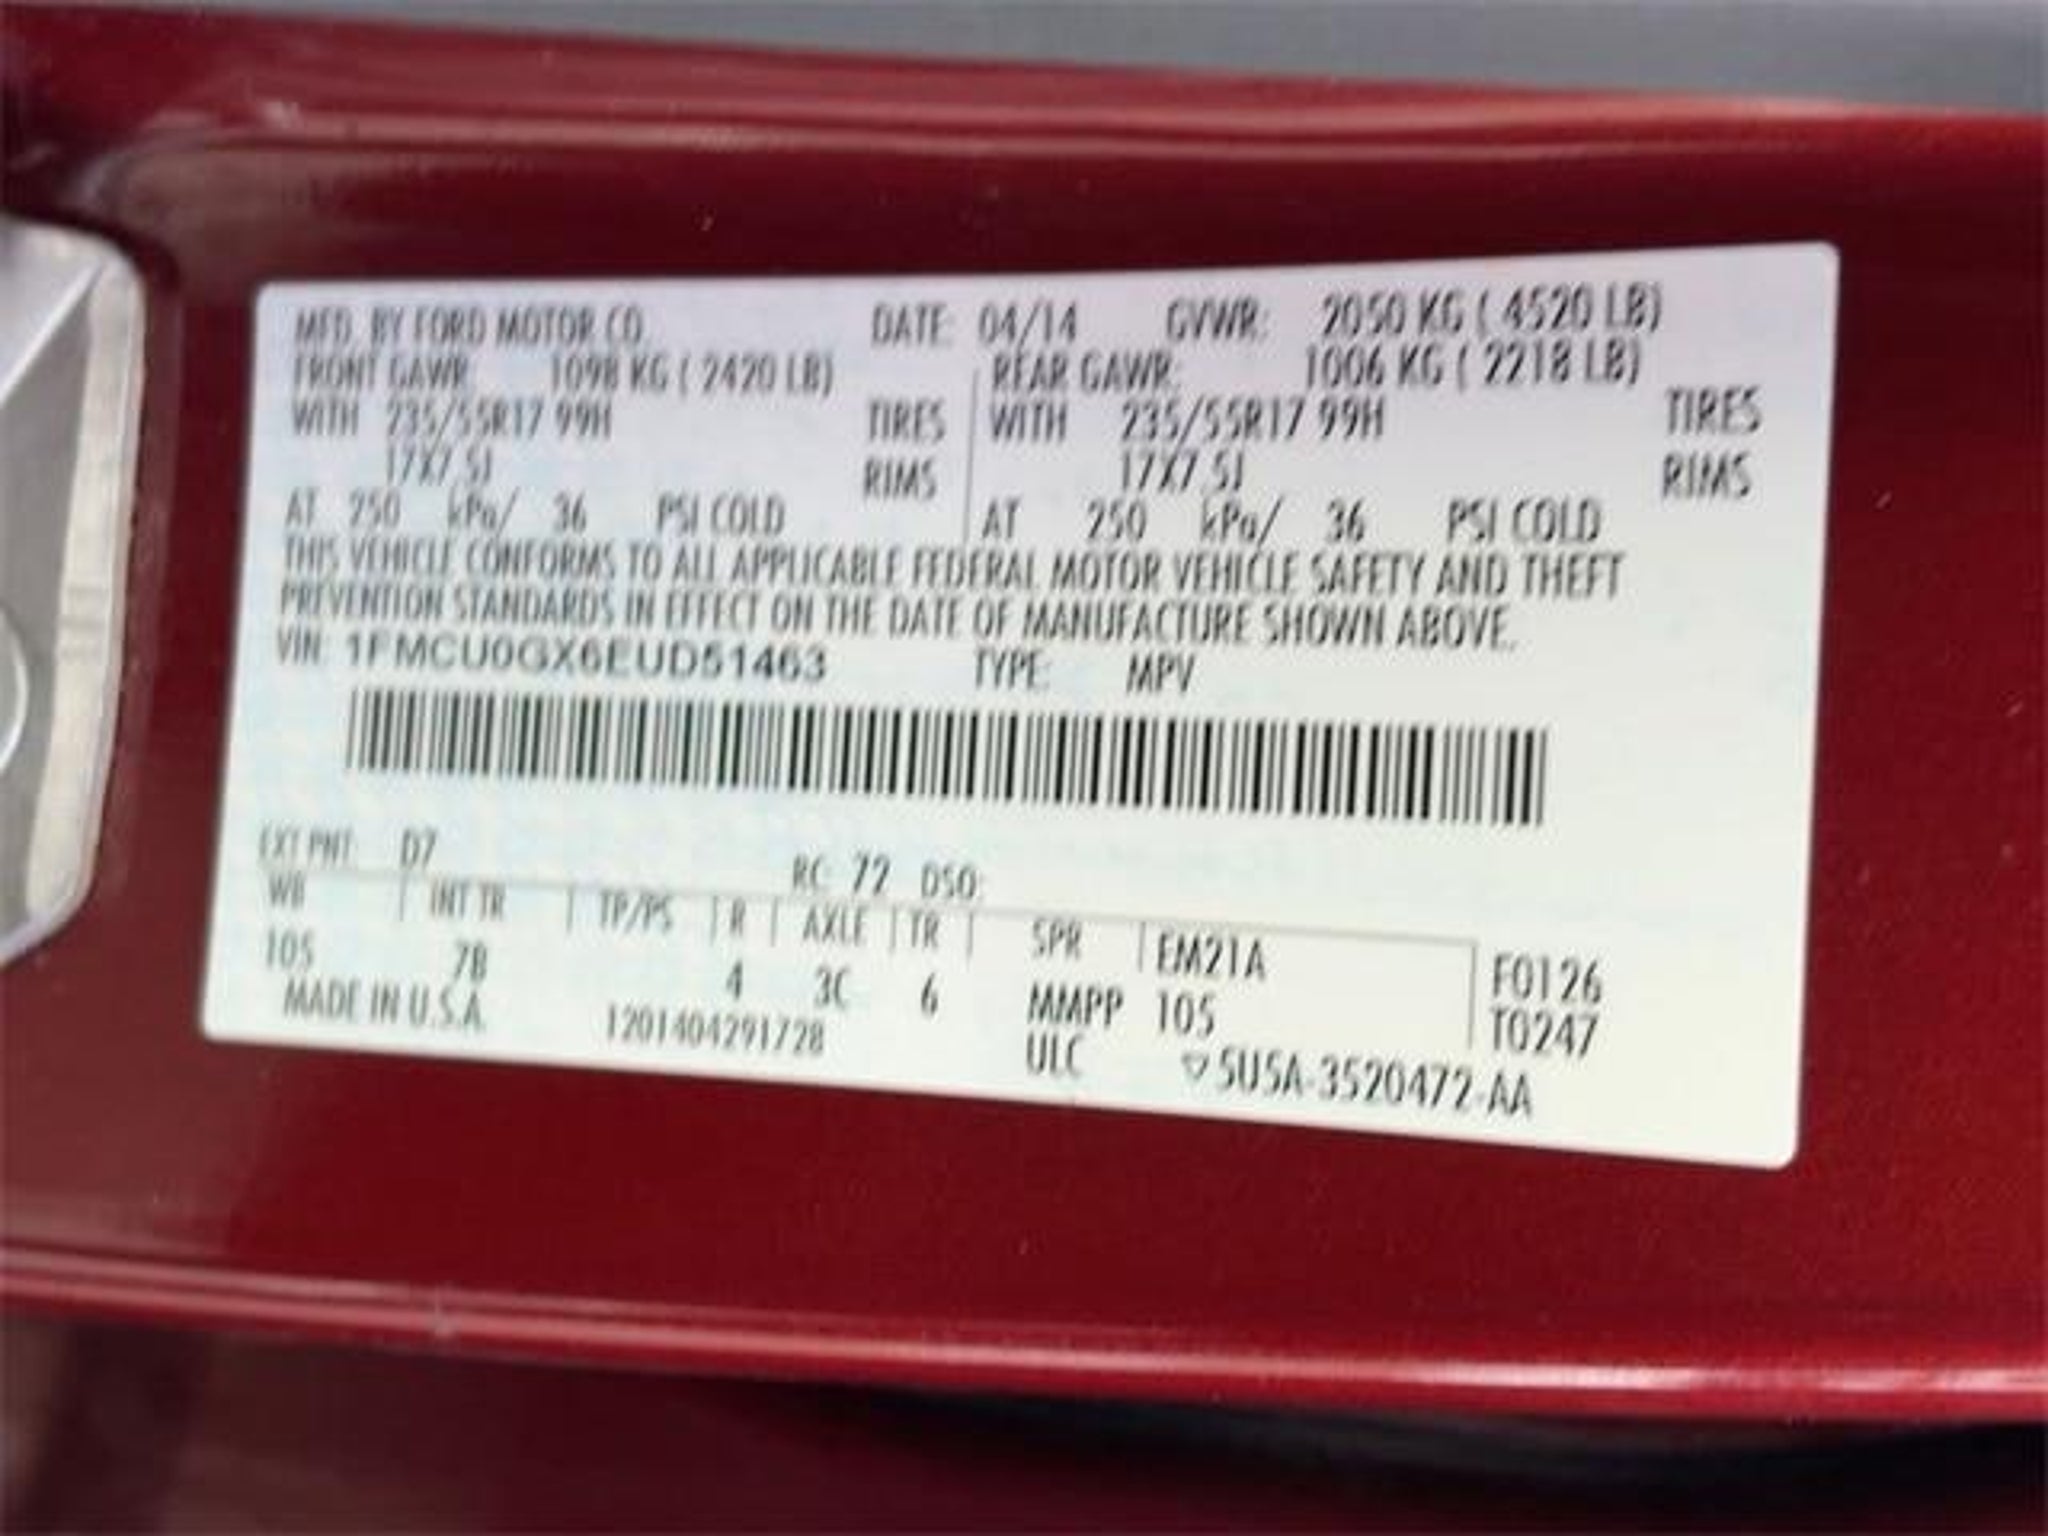 MFD. BY FORD MOTOR CO. DATE: 04/14 GVWR: 2050 KG ( 4520 LB)
FRONT GAWR: 1098 KG ( 2420 LB) REAR GAWR: 1006 KG ( 2218 LB)
WITH 235/55R17 99H TIRES WITH 235/55R17 99H TIRES
17X7.5J RIMS 17X7.5J RIMS
AT 250 kPa/ 36 PSI COLD AT 250 kPa/ 36 PSI COLD
THIS VEHICLE CONFORMS TO ALL APPLICABLE FEDERAL MOTOR VEHICLE SAFETY AND THEFT
PREVENTION STANDARDS IN EFFECT ON THE DATE OF MANUFACTURE SHOWN ABOVE.
VIN: 1FMCU0GX6EUD51463 TYPE: MPV
EXT PNT: D7 RC: 72 DSO:
WB INT TR TP/PS R AXLE TR SPR EM21A F0126
105 7B 4 3C 6 MMPP 105 T0247
MADE IN U.S.A. 1201404291728 ULC ▽5U5A-3520472-AA